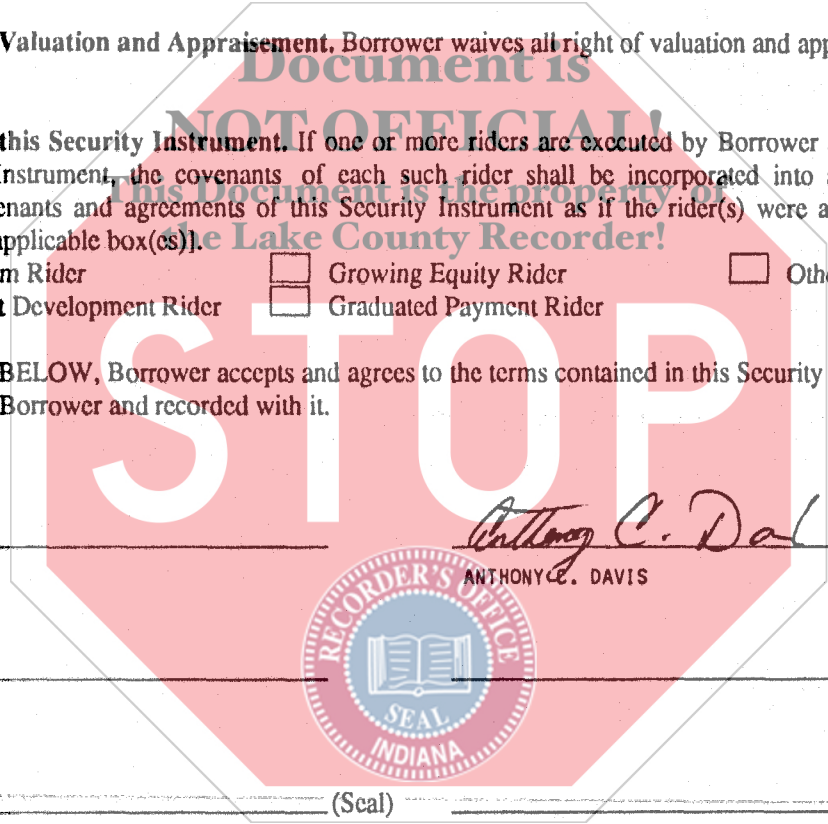 Valuation and Appraisement. Borrower waives all right of valuation and app
Document is
NOT OFFICIAL!
this Security Instrument. If one or more riders are executed by Borrower
Instrument, the covenants of each such rider shall be incorporated into
This Document is the property of
enants and agreements of this Security Instrument as if the rider(s) were a
the Lake County Recorder!
applicable box(es)].
m Rider Growing Equity Rider Othe
t Development Rider Graduated Payment Rider
STOP
BELOW, Borrower accepts and agrees to the terms contained in this Security
Borrower and recorded with it.
Anthony C. Davis
ANTHONY C. DAVIS
RECORDER'S OFFICE
SEAL
INDIANA
(Seal)